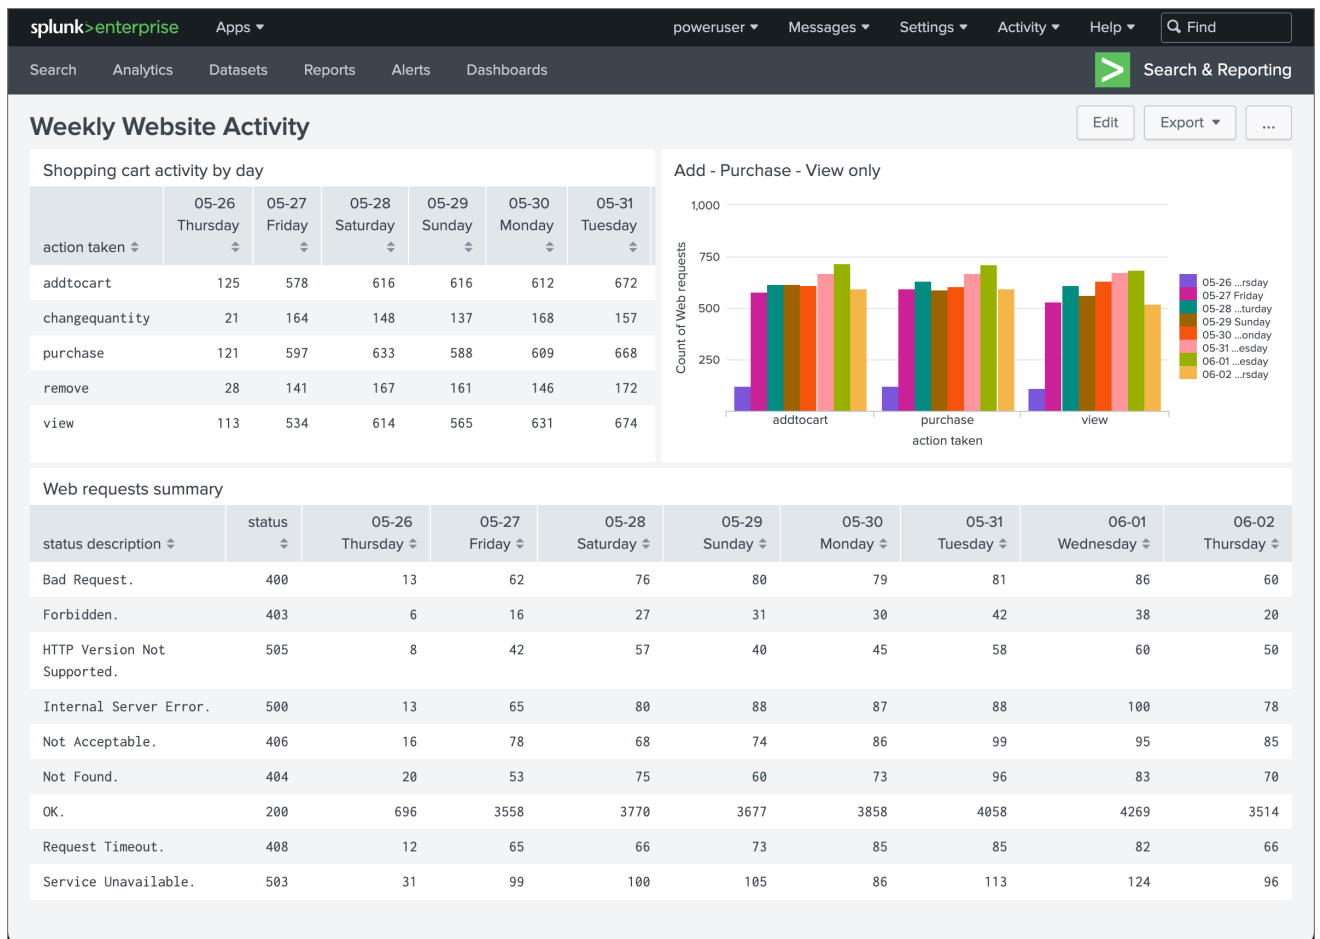 splunk>enterprise Apps poweruser Messages Settings Activity Help Find
Search Analytics Datasets Reports Alerts Dashboards Search & Reporting
Weekly Website Activity Edit Export ...
Shopping cart activity by day
05-26 05-27 05-28 05-29 05-30 05-31
Thursday Friday Saturday Sunday Monday Tuesday
action taken
addtocart 125 578 616 616 612 672
changequantity 21 164 148 137 168 157
purchase 121 597 633 588 609 668
remove 28 141 167 161 146 172
view 113 534 614 565 631 674
Add - Purchase - View only
Count of Web requests
1,000
750
500
250
addtocart purchase view
action taken
05-26 ...rsday
05-27 Friday
05-28 ...turday
05-29 Sunday
05-30 ...onday
05-31 ...esday
06-01 ...esday
06-02 ...rsday
Web requests summary
status 05-26 05-27 05-28 05-29 05-30 05-31 06-01 06-02
status description Thursday Friday Saturday Sunday Monday Tuesday Wednesday Thursday
Bad Request. 400 13 62 76 80 79 81 86 60
Forbidden. 403 6 16 27 31 30 42 38 20
HTTP Version Not 505 8 42 57 40 45 58 60 50
Supported.
Internal Server Error. 500 13 65 80 88 87 88 100 78
Not Acceptable. 406 16 78 68 74 86 99 95 85
Not Found. 404 20 53 75 60 73 96 83 70
OK. 200 696 3558 3770 3677 3858 4058 4269 3514
Request Timeout. 408 12 65 66 73 85 85 82 66
Service Unavailable. 503 31 99 100 105 86 113 124 96